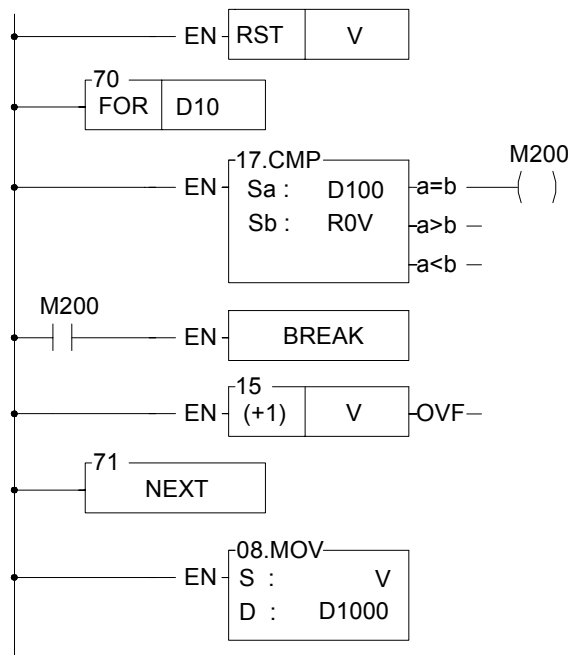 EN RST V
70
FOR D10
17.CMP
M200
EN Sa : D100 a=b
Sb : R0V a>b
a<b
M200
EN BREAK
15
EN (+1) V OVF
71
NEXT
08.MOV
EN S : V
D : D1000